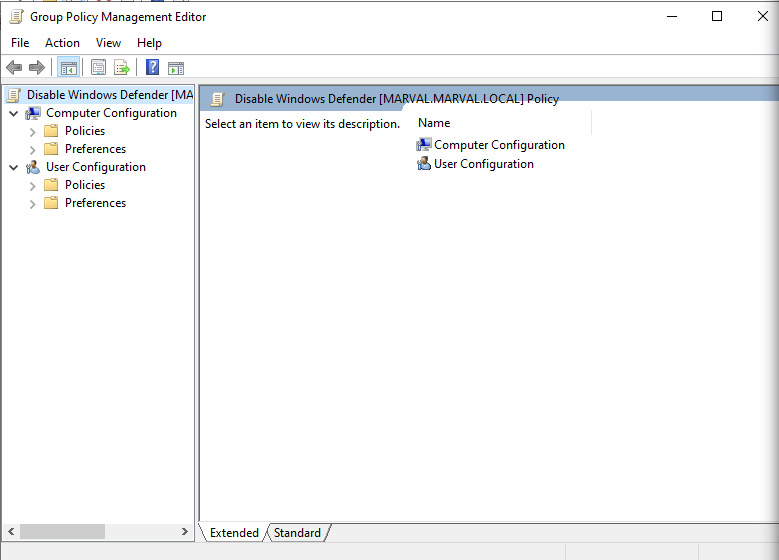 Group Policy Management Editor
File Action View Help
Disable Windows Defender [MA
Computer Configuration
Policies
Preferences
User Configuration
Policies
Preferences
Disable Windows Defender [MARVAL.MARVAL.LOCAL] Policy
Select an item to view its description.
Name
Computer Configuration
User Configuration
Extended Standard